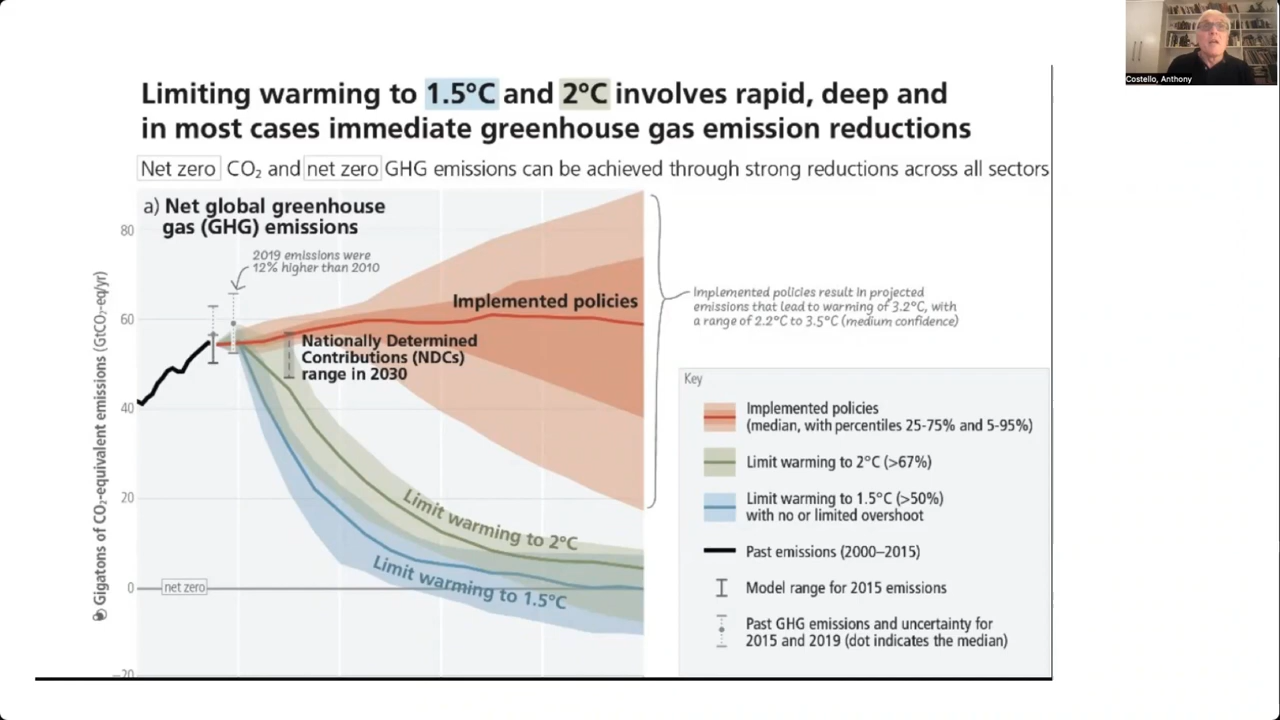 Costello, Anthony
Limiting warming to 1.5°C and 2°C involves rapid, deep and
in most cases immediate greenhouse gas emission reductions
Net zero CO₂ and net zero GHG emissions can be achieved through strong reductions across all sectors
a) Net global greenhouse
gas (GHG) emissions
80
60
40
20
0
−20
Gigatons of CO₂-equivalent emissions (GtCO₂-eq/yr)
2019 emissions were
12% higher than 2010
Implemented policies
Nationally Determined
Contributions (NDCs)
range in 2030
Limit warming to 2°C
Limit warming to 1.5°C
net zero
Implemented policies result in projected
emissions that lead to warming of 3.2°C, with
a range of 2.2°C to 3.5°C (medium confidence)
Key
Implemented policies
(median, with percentiles 25-75% and 5-95%)
Limit warming to 2°C (>67%)
Limit warming to 1.5°C (>50%)
with no or limited overshoot
Past emissions (2000–2015)
Model range for 2015 emissions
Past GHG emissions and uncertainty for
2015 and 2019 (dot indicates the median)